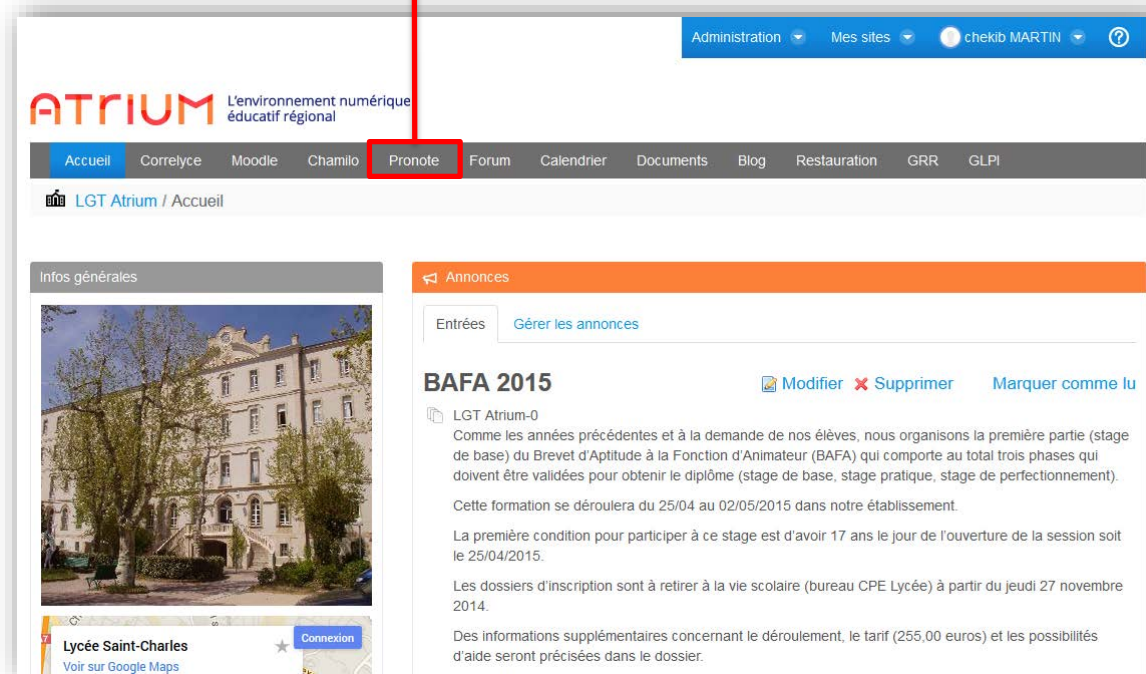 Administration Mes sites chekib MARTIN ?
ATrIUM L'environnement numérique
éducatif régional
Accueil Correlyce Moodle Chamilo Pronote Forum Calendrier Documents Blog Restauration GRR GLPI
LGT Atrium / Accueil
Infos générales
Annonces
Entrées Gérer les annonces
BAFA 2015 Modifier Supprimer Marquer comme lu
LGT Atrium-0
Comme les années précédentes et à la demande de nos élèves, nous organisons la première partie (stage
de base) du Brevet d'Aptitude à la Fonction d'Animateur (BAFA) qui comporte au total trois phases qui
doivent être validées pour obtenir le diplôme (stage de base, stage pratique, stage de perfectionnement).
Cette formation se déroulera du 25/04 au 02/05/2015 dans notre établissement.
La première condition pour participer à ce stage est d'avoir 17 ans le jour de l'ouverture de la session soit
le 25/04/2015.
Les dossiers d'inscription sont à retirer à la vie scolaire (bureau CPE Lycée) à partir du jeudi 27 novembre
2014.
Des informations supplémentaires concernant le déroulement, le tarif (255,00 euros) et les possibilités
d'aide seront précisées dans le dossier.
Lycée Saint-Charles
Connexion
Voir sur Google Maps